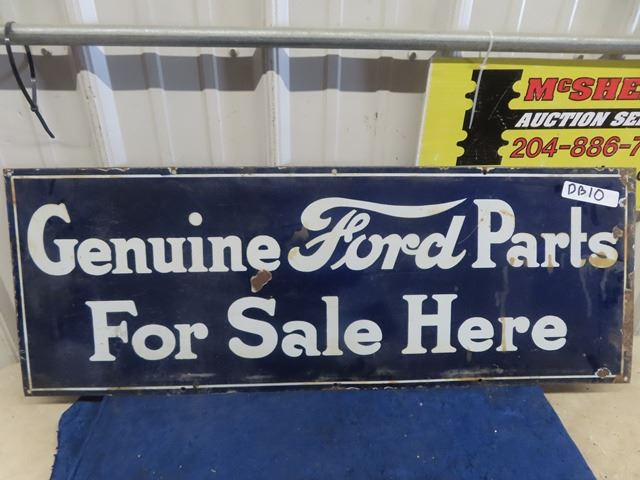 McSHE
AUCTION SE
204-886-7
DB10
Genuine Ford Parts
For Sale Here